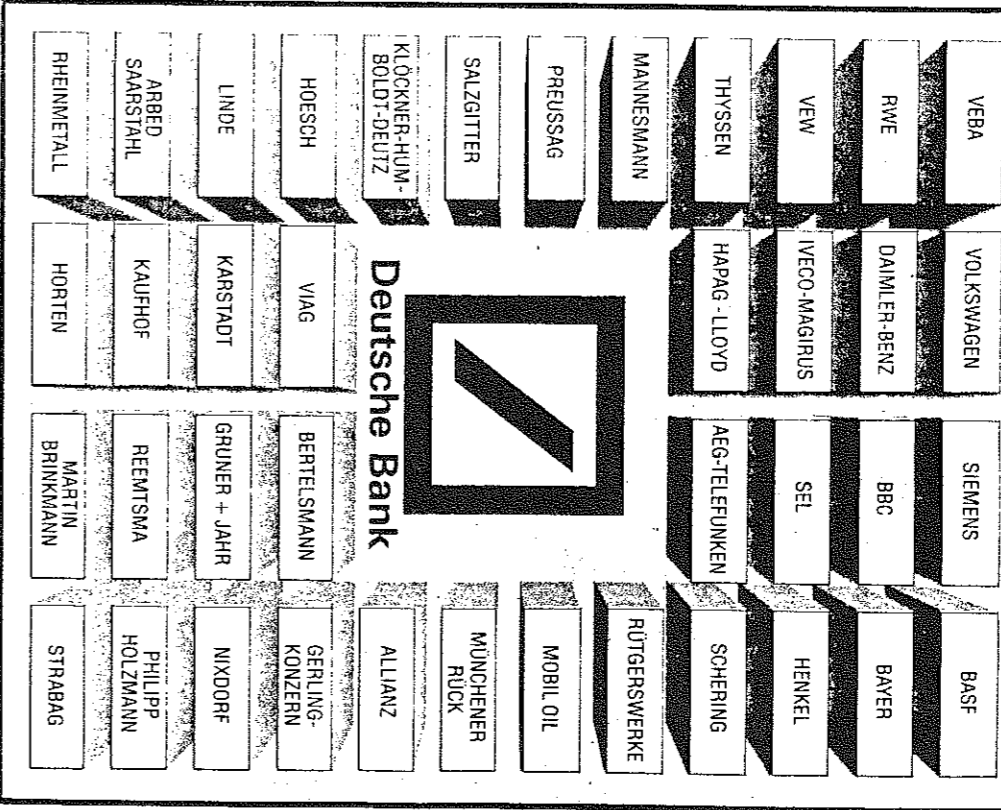 VEBA
VOLKSWAGEN
SIEMENS
BASF
RWE
DAIMLER-BENZ
BBC
BAYER
VEW
IVECO-MAGIRUS
SEL
HENKEL
THYSSEN
HAPAG - LLOYD
AEG-TELEFUNKEN
SCHERING
MANNESMANN
RÜTGERSWERKE
PREUSSAG
MOBIL OIL
SALZGITTER
MÜNCHENER
RÜCK
KLÖCKNER-HUM-
BOLDT-DEUTZ
Deutsche Bank
ALLIANZ
HOESCH
VIAG
BERTELSMANN
GERLING-
KONZERN
LINDE
KARSTADT
GRUNER + JAHR
NIXDORF
ARBED
SAARSTAHL
KAUFHOF
REEMTSMA
PHILIPP
HOLZMANN
RHEINMETALL
HORTEN
MARTIN
BRINKMANN
STRABAG